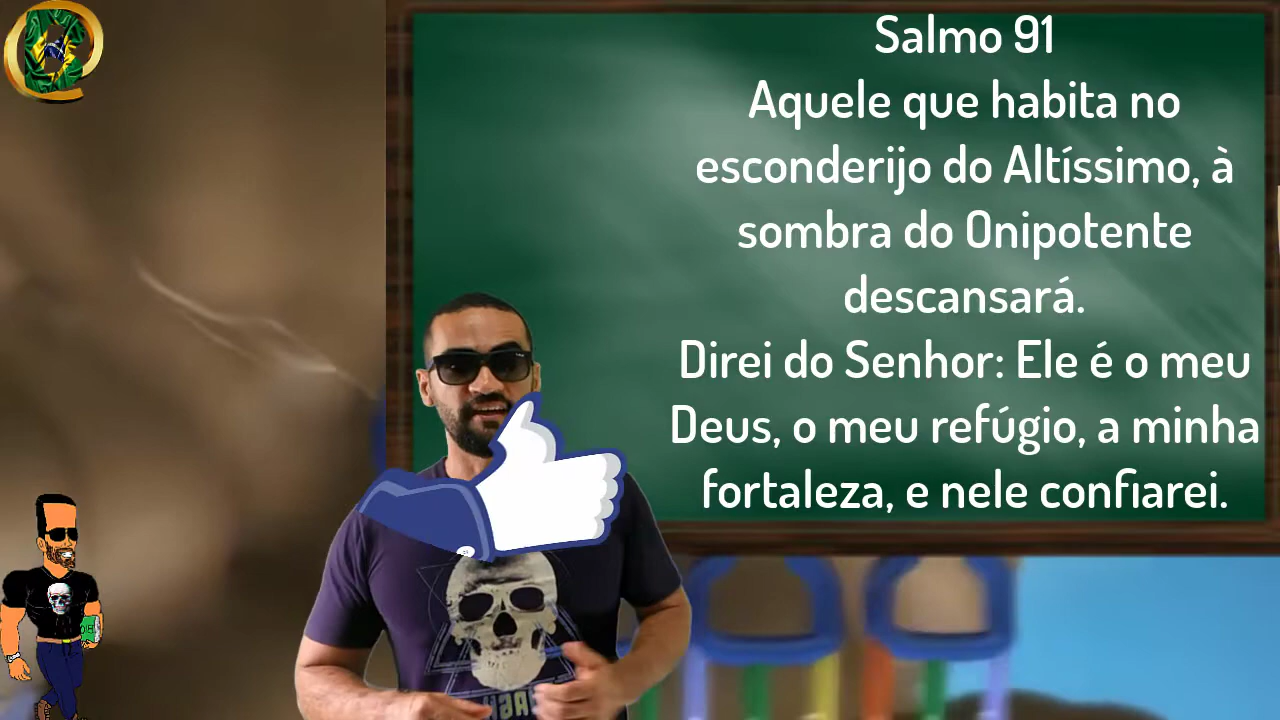 Salmo 91
Aquele que habita no
esconderijo do Altíssimo, à
sombra do Onipotente
descansará.
Direi do Senhor: Ele é o meu
Deus, o meu refúgio, a minha
fortaleza, e nele confiarei.